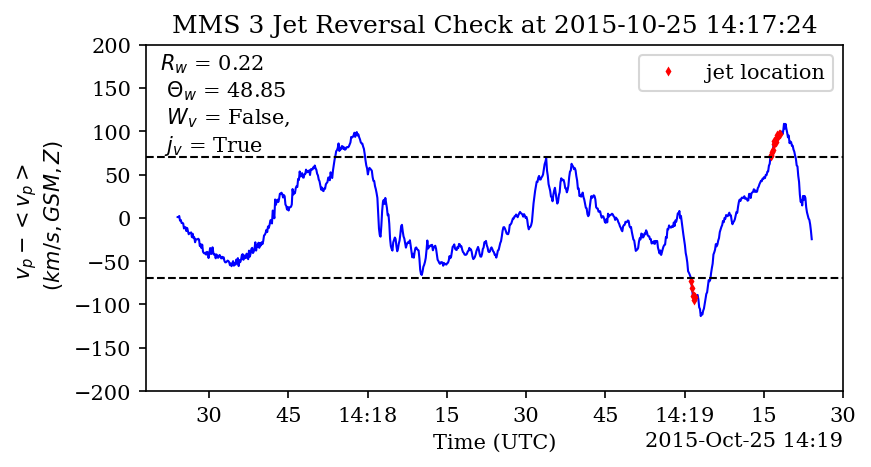 MMS 3 Jet Reversal Check at 2015-10-25 14:17:24
R_w = 0.22
Θ_w = 48.85
W_v = False,
j_v = True
jet location
v_p − < v_p >
(km/s, GSM, Z)
200
150
100
50
0
−50
−100
−150
−200
30 45 14:18 15 30 45 14:19 15 30
Time (UTC)
2015-Oct-25 14:19